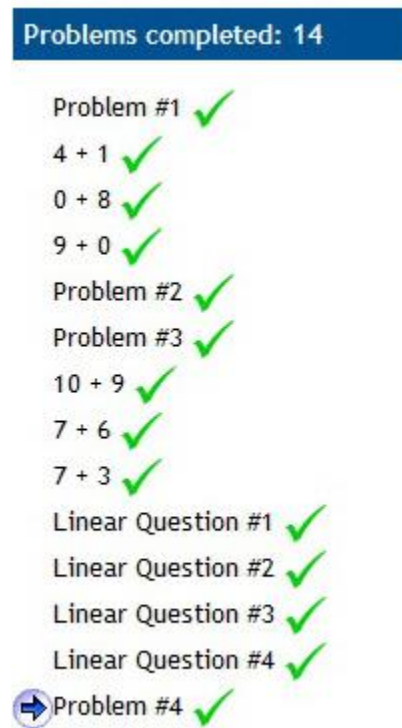 Problems completed: 14
Problem #1
4 + 1
0 + 8
9 + 0
Problem #2
Problem #3
10 + 9
7 + 6
7 + 3
Linear Question #1
Linear Question #2
Linear Question #3
Linear Question #4
Problem #4